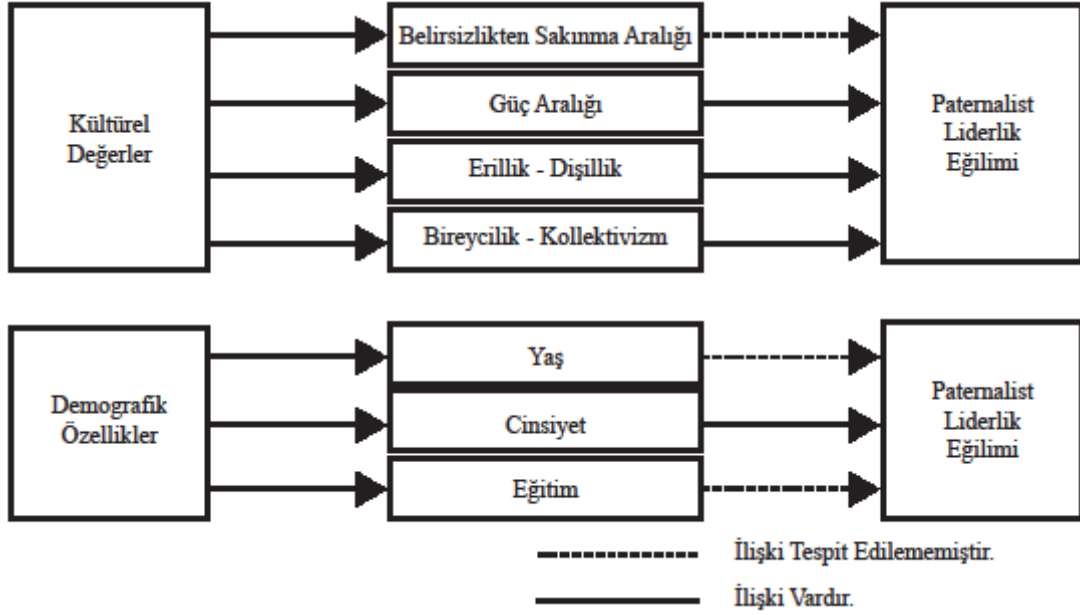 Kültürel
Değerler
Belirsizlikten Sakınma Aralığı
Güç Aralığı
Erillik - Dişillik
Bireycilik - Kollektivizm
Paternalist
Liderlik
Eğilimi
Demografik
Özellikler
Yaş
Cinsiyet
Eğitim
Paternalist
Liderlik
Eğilimi
İlişki Tespit Edilememiştir.
İlişki Vardır.